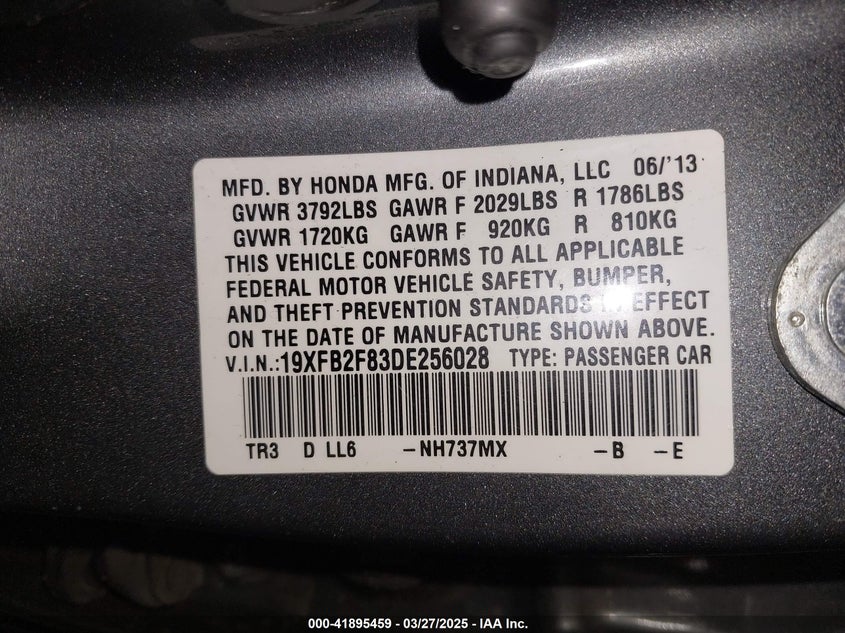 MFD. BY HONDA MFG. OF INDIANA, LLC 06/'13
GVWR 3792LBS GAWR F 2029LBS R 1786LBS
GVWR 1720KG GAWR F 920KG R 810KG
THIS VEHICLE CONFORMS TO ALL APPLICABLE
FEDERAL MOTOR VEHICLE SAFETY, BUMPER,
AND THEFT PREVENTION STANDARDS IN EFFECT
ON THE DATE OF MANUFACTURE SHOWN ABOVE.
V.I.N.:19XFB2F83DE256028 TYPE: PASSENGER CAR
TR3 D LL6 -NH737MX -B -E
000-41895459 - 03/27/2025 - IAA Inc.